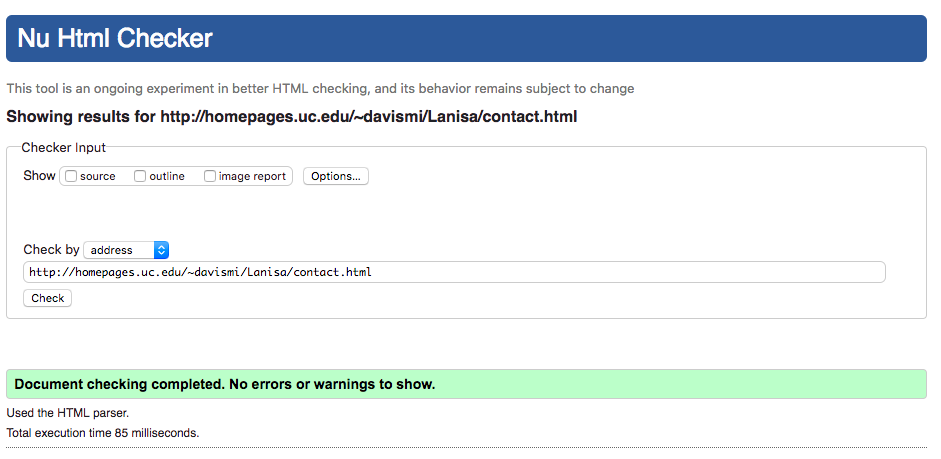 Nu Html Checker
This tool is an ongoing experiment in better HTML checking, and its behavior remains subject to change
Showing results for http://homepages.uc.edu/~davismi/Lanisa/contact.html
Checker Input
Show source outline image report Options...
Check by address
http://homepages.uc.edu/~davismi/Lanisa/contact.html
Check
Document checking completed. No errors or warnings to show.
Used the HTML parser.
Total execution time 85 milliseconds.